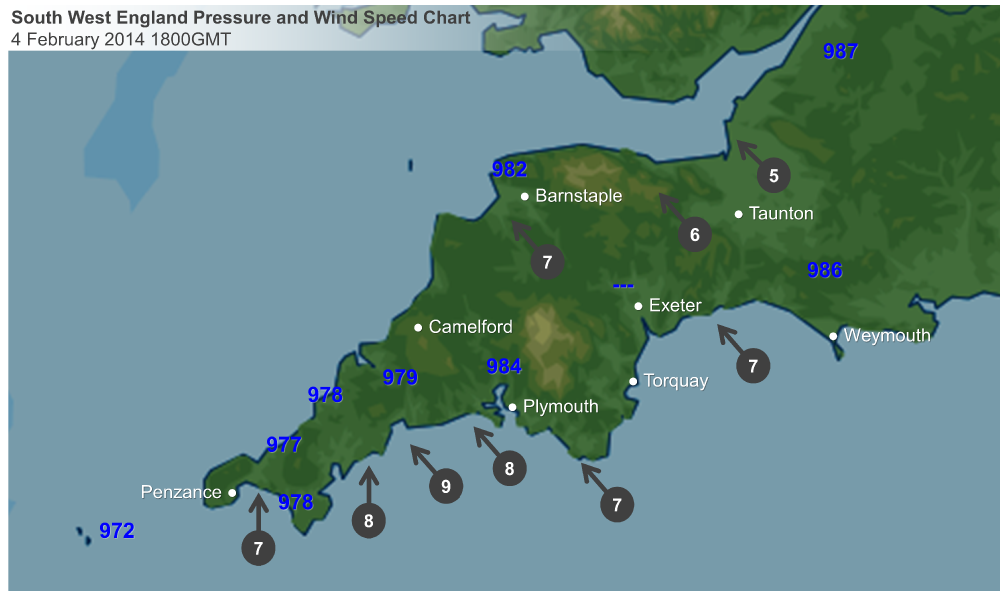 South West England Pressure and Wind Speed Chart
4 February 2014 1800GMT
987
982
5
Barnstaple
Taunton
6
7
986
---
Exeter
Camelford
Weymouth
984
7
979
Torquay
978
Plymouth
977
8
9
Penzance
978
7
8
972
7